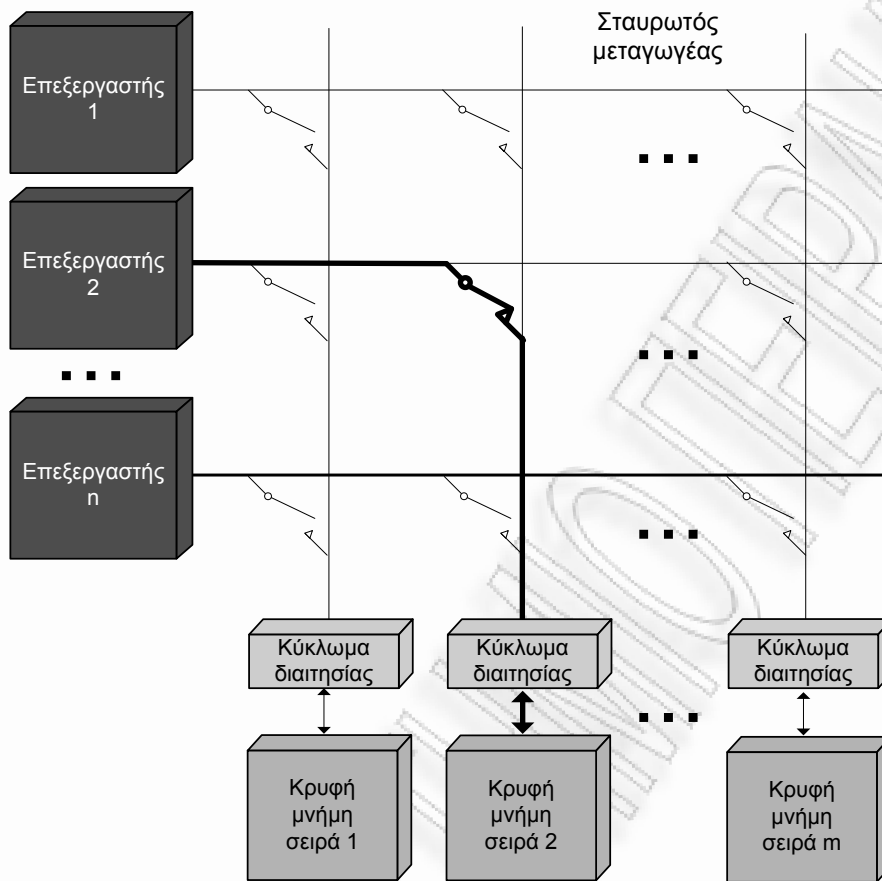 Σταυρωτός
μεταγωγέας
Επεξεργαστής
1
Επεξεργαστής
2
Επεξεργαστής
n
Κύκλωμα
διαιτησίας
Κύκλωμα
διαιτησίας
Κύκλωμα
διαιτησίας
Κρυφή
μνήμη
σειρά 1
Κρυφή
μνήμη
σειρά 2
Κρυφή
μνήμη
σειρά m